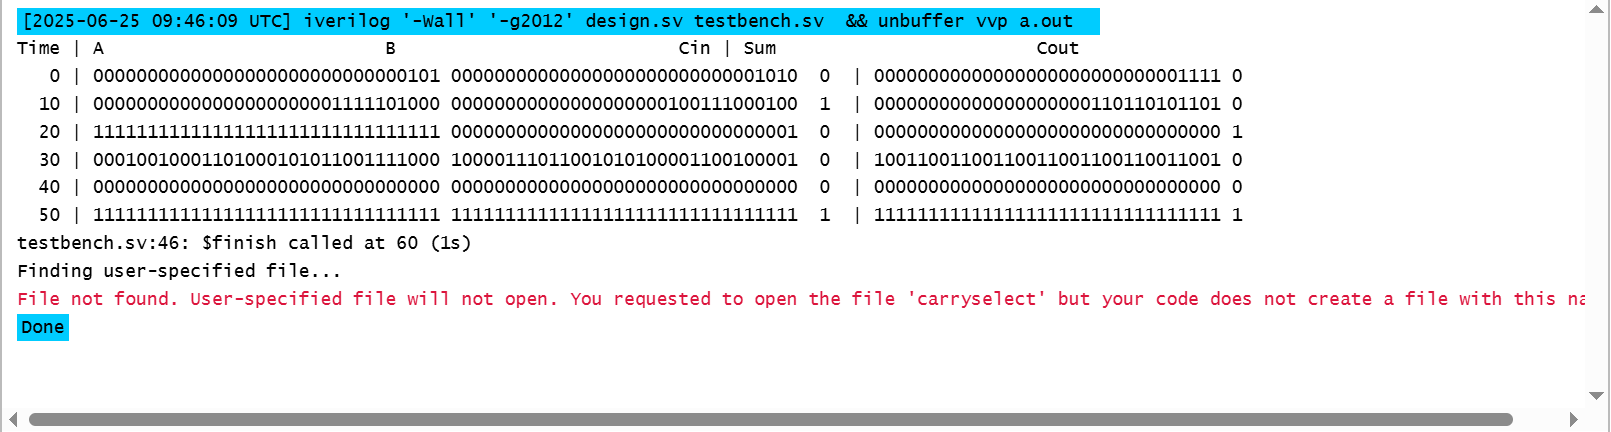 [2025-06-25 09:46:09 UTC] iverilog '-Wall' '-g2012' design.sv testbench.sv  && unbuffer vvp a.out
Time | A                          B                          Cin | Sum                        Cout
   0 | 00000000000000000000000000000101 00000000000000000000000000001010  0  | 00000000000000000000000000001111 0
  10 | 00000000000000000000001111101000 00000000000000000000100111000100  1  | 00000000000000000000110110101101 0
  20 | 11111111111111111111111111111111 00000000000000000000000000000001  0  | 00000000000000000000000000000000 1
  30 | 00010010001101000101011001111000 10000111011001010100001100100001  0  | 10011001100110011001100110011001 0
  40 | 00000000000000000000000000000000 00000000000000000000000000000000  0  | 00000000000000000000000000000000 0
  50 | 11111111111111111111111111111111 11111111111111111111111111111111  1  | 11111111111111111111111111111111 1
testbench.sv:46: $finish called at 60 (1s)
Finding user-specified file...
File not found. User-specified file will not open. You requested to open the file 'carryselect' but your code does not create a file with this na
Done